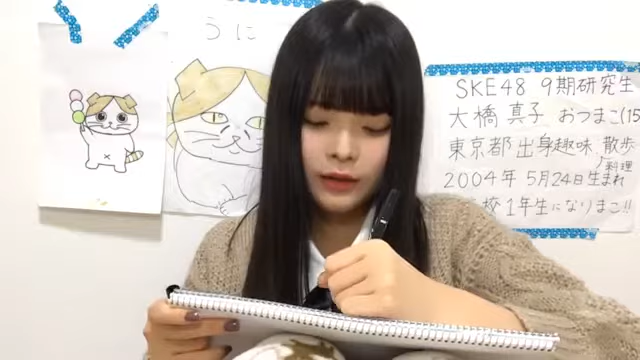 うに
SKE48 9期研究生
大橋真子 おつまこ(15
東京都出身趣味、散歩
料理
2004年 5月24日生まれ
校1年生になりまこ!!